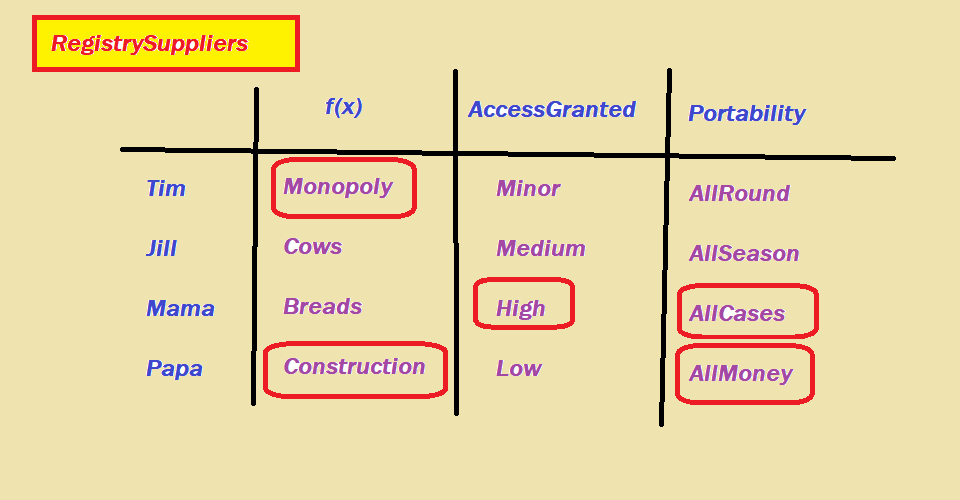 RegistrySuppliers
f(x) AccessGranted Portability
Tim Monopoly Minor AllRound
Jill Cows Medium AllSeason
Mama Breads High AllCases
Papa Construction Low AllMoney